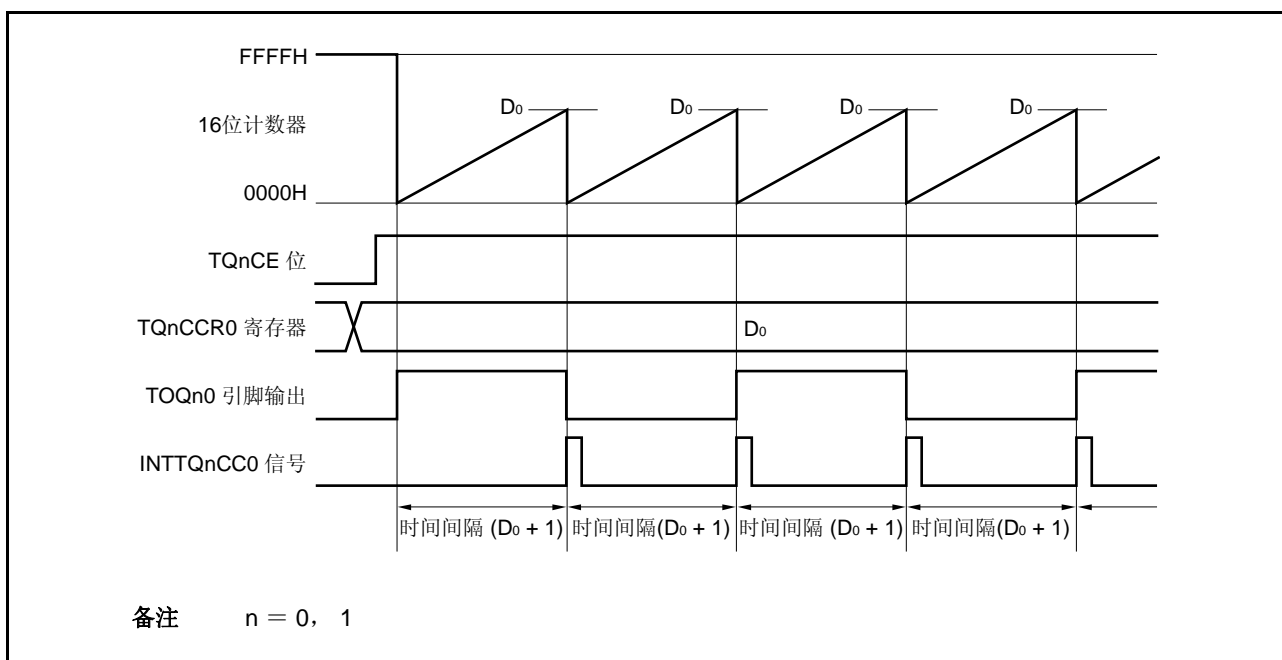 FFFFH
D0 D0 D0 D0
16位计数器
0000H
TQnCE 位
TQnCCR0 寄存器
D0
TOQn0 引脚输出
INTTQnCC0 信号
时间间隔 (D0 + 1) 时间间隔(D0 + 1) 时间间隔 (D0 + 1) 时间间隔(D0 + 1)
备注 n = 0, 1